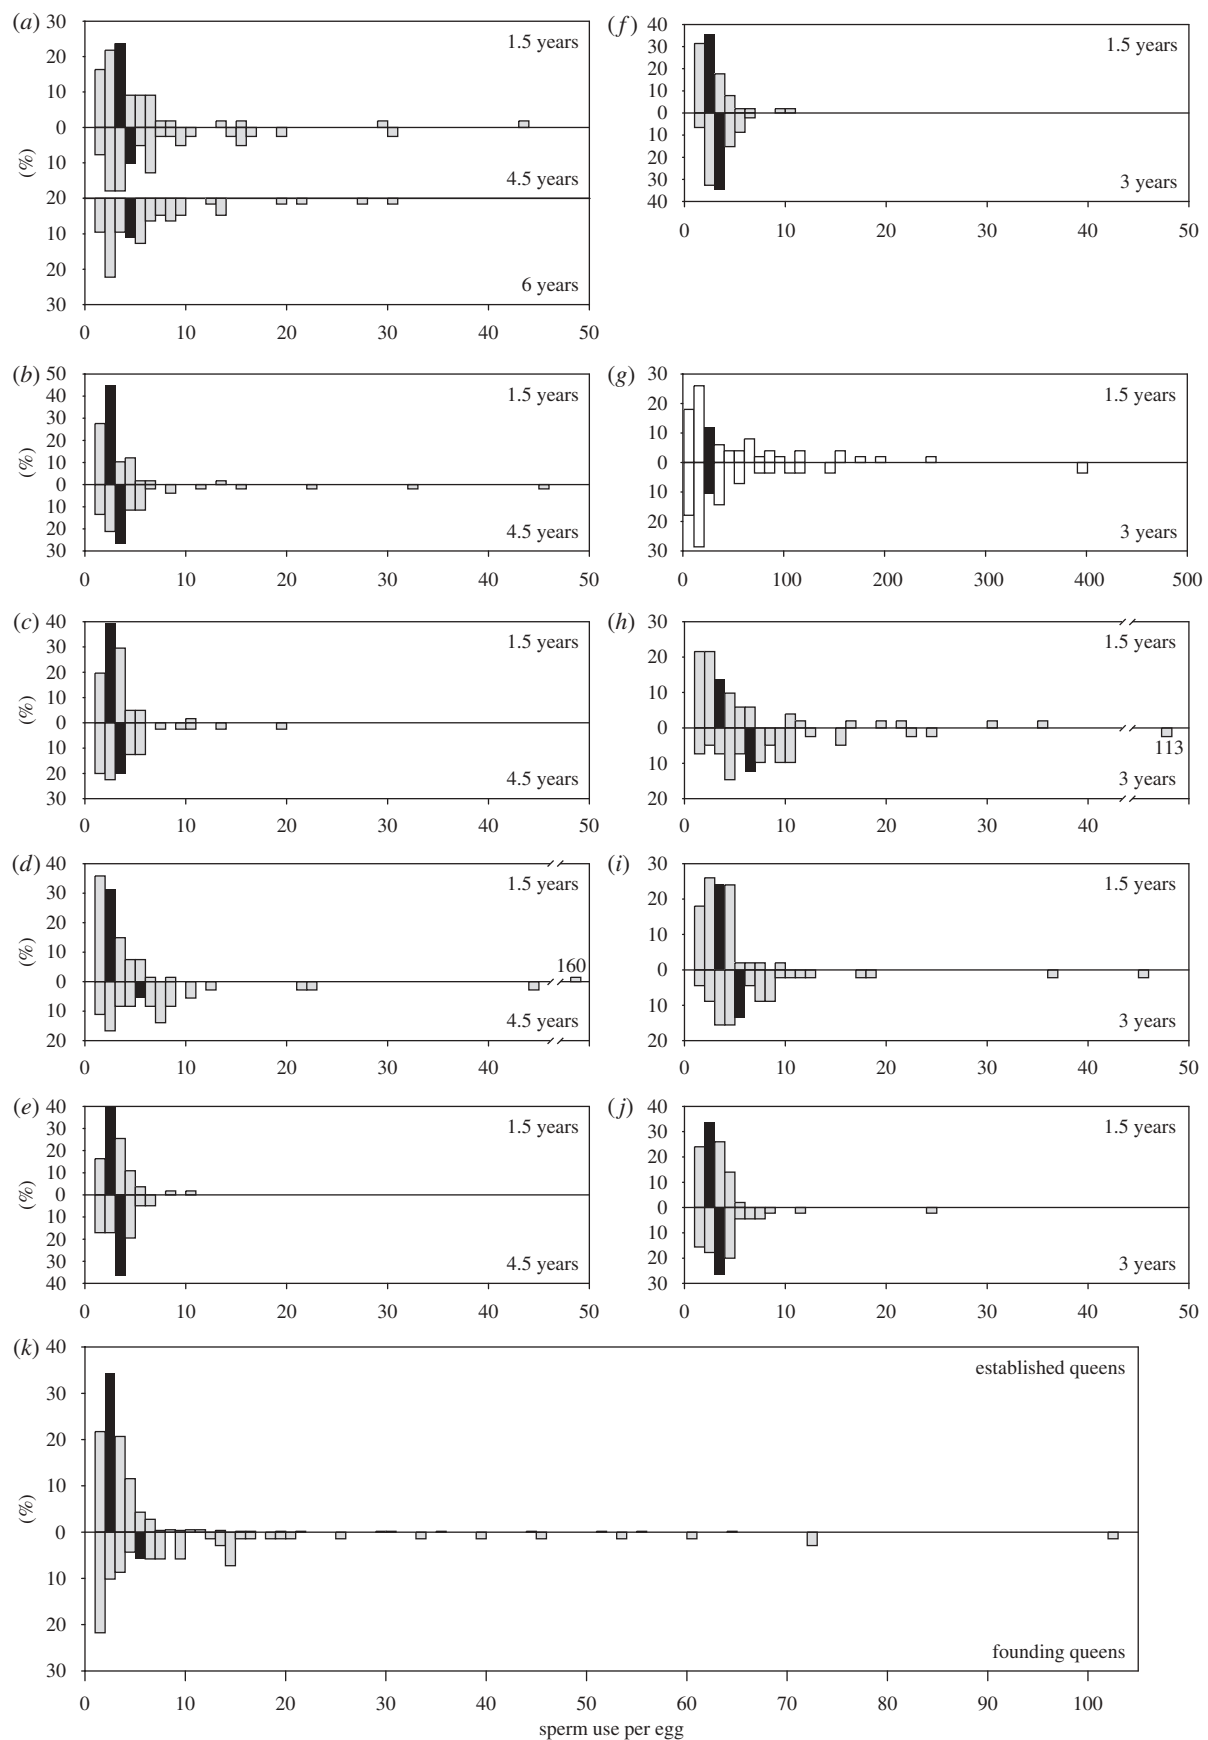 (a) 30 1.5 years
20
10
0
(%)
10 4.5 years
20
10
20 6 years
30
0 10 20 30 40 50
(f) 40 1.5 years
30
20
10
0
10
20
30 3 years
40
0 10 20 30 40 50
(b) 50
40 1.5 years
30
20
10
(%)
0
10
20 4.5 years
30
0 10 20 30 40 50
(g) 30 1.5 years
20
10
0
10
20 3 years
30
0 100 200 300 400 500
(c) 40 1.5 years
30
20
10
(%)
0
10
20 4.5 years
30
0 10 20 30 40 50
(h) 30 1.5 years
20
10
0
113
10 3 years
20
0 10 20 30 40
(d) 40 1.5 years
30
20
10 160
(%)
0
10 4.5 years
20
0 10 20 30 40
(i) 30 1.5 years
20
10
0
10
3 years
20
0 10 20 30 40 50
(e) 40 1.5 years
30
20
10
(%)
0
10
20
30 4.5 years
40
0 10 20 30 40 50
(j) 40 1.5 years
30
20
10
0
10
20 3 years
30
0 10 20 30 40 50
(k) 40 established queens
30
20
10
(%)
0
10
20 founding queens
30
0 10 20 30 40 50 60 70 80 90 100
sperm use per egg